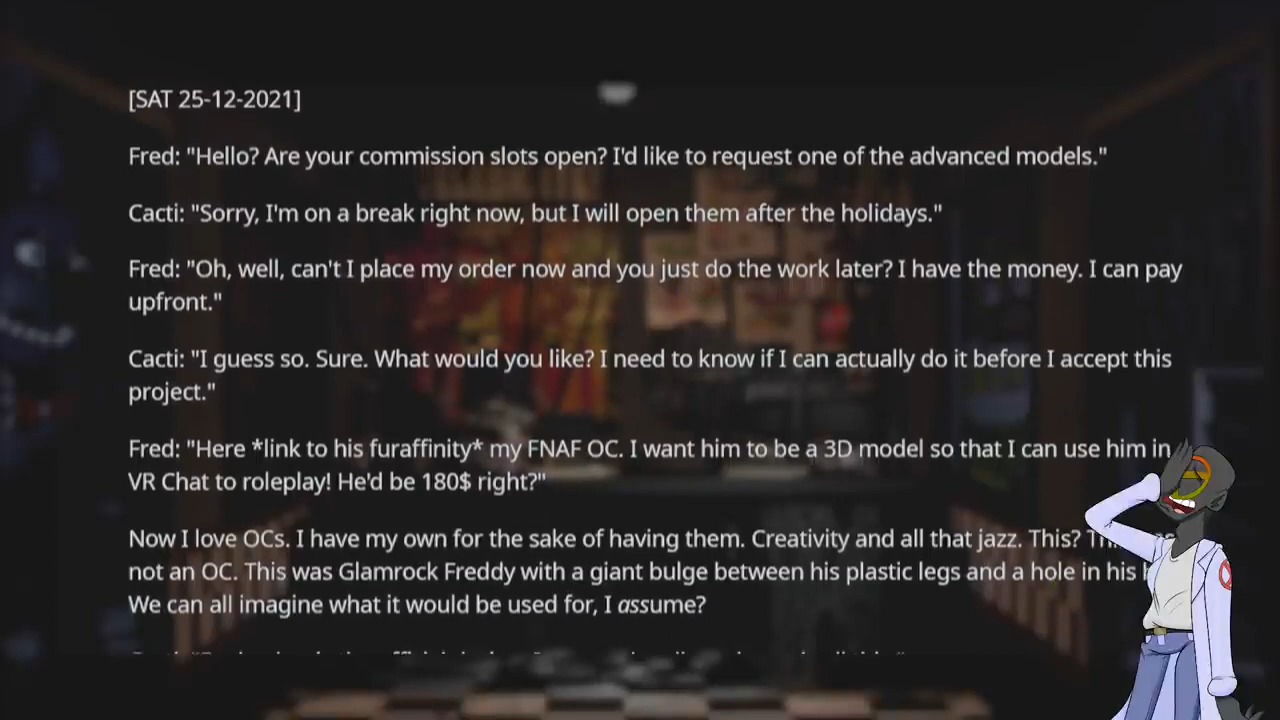 [SAT 25-12-2021]
Fred: "Hello? Are your commission slots open? I'd like to request one of the advanced models."
Cacti: "Sorry, I'm on a break right now, but I will open them after the holidays."
Fred: "Oh, well, can't I place my order now and you just do the work later? I have the money. I can pay
upfront."
Cacti: "I guess so. Sure. What would you like? I need to know if I can actually do it before I accept this
project."
Fred: "Here *link to his furaffinity* my FNAF OC. I want him to be a 3D model so that I can use him in
VR Chat to roleplay! He'd be 180$ right?"
Now I love OCs. I have my own for the sake of having them. Creativity and all that jazz. This?
not an OC. This was Glamrock Freddy with a giant bulge between his plastic legs and a hole in his
We can all imagine what it would be used for, I assume?